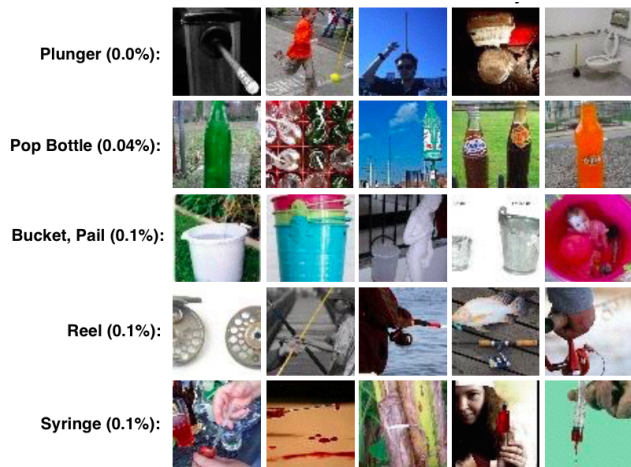 Plunger (0.0%):
Pop Bottle (0.04%):
Bucket, Pail (0.1%):
Reel (0.1%):
Syringe (0.1%):